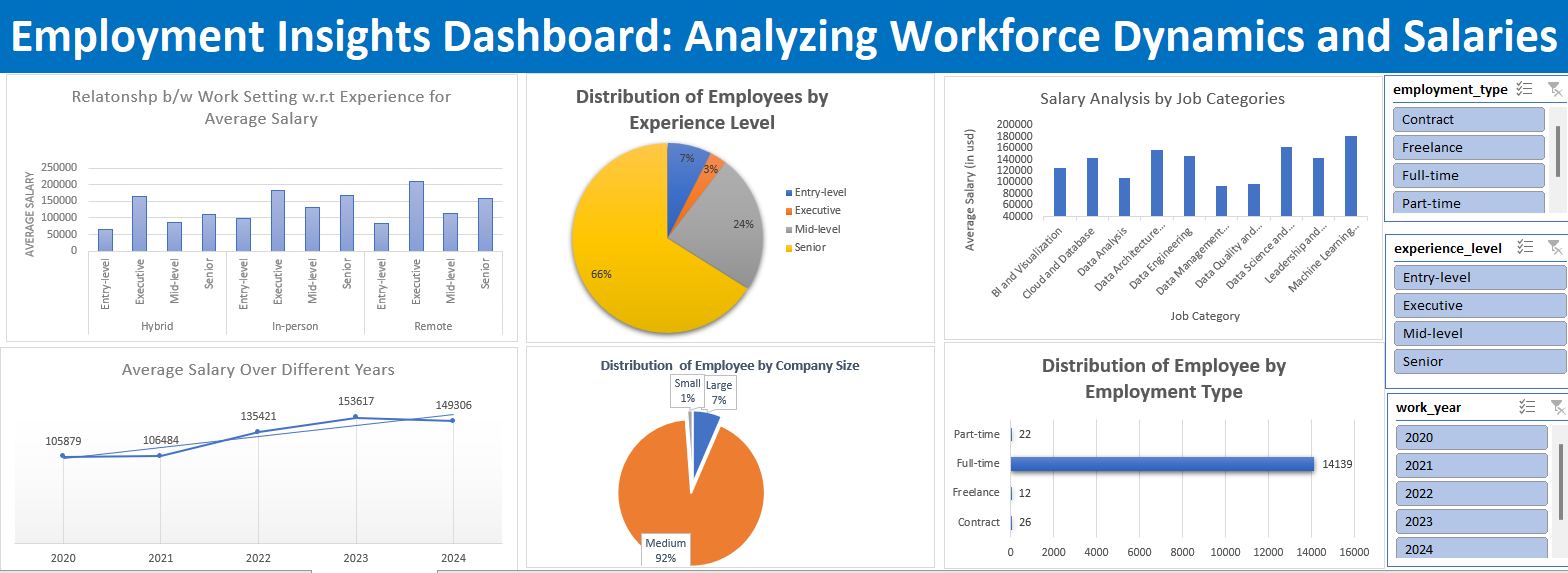 Employment Insights Dashboard: Analyzing Workforce Dynamics and Salaries
Relatonshp b/w Work Setting w.r.t Experience for
Average Salary
AVERAGE SALARY
250000
200000
150000
100000
50000
0
Entry-level
Executive
Mid-level
Senior
Entry-level
Executive
Mid-level
Senior
Entry-level
Executive
Mid-level
Senior
Hybrid
In-person
Remote
Distribution of Employees by
Experience Level
7%
3%
24%
66%
Entry-level
Executive
Mid-level
Senior
Salary Analysis by Job Categories
Average Salary (in usd)
200000
180000
160000
140000
120000
100000
80000
60000
40000
BI and Visualization
Cloud and Database
Data Analysis
Data Architecture...
Data Engineering
Data Management...
Data Quality and...
Data Science and...
Leadership and...
Machine Learning...
Job Category
employment_type
Contract
Freelance
Full-time
Part-time
experience_level
Entry-level
Executive
Mid-level
Senior
Average Salary Over Different Years
105879
106484
135421
153617
149306
2020
2021
2022
2023
2024
Distribution of Employee by Company Size
Small
1%
Large
7%
Medium
92%
Distribution of Employee by
Employment Type
Part-time
22
Full-time
14139
Freelance
12
Contract
26
0
2000
4000
6000
8000
10000
12000
14000
16000
work_year
2020
2021
2022
2023
2024